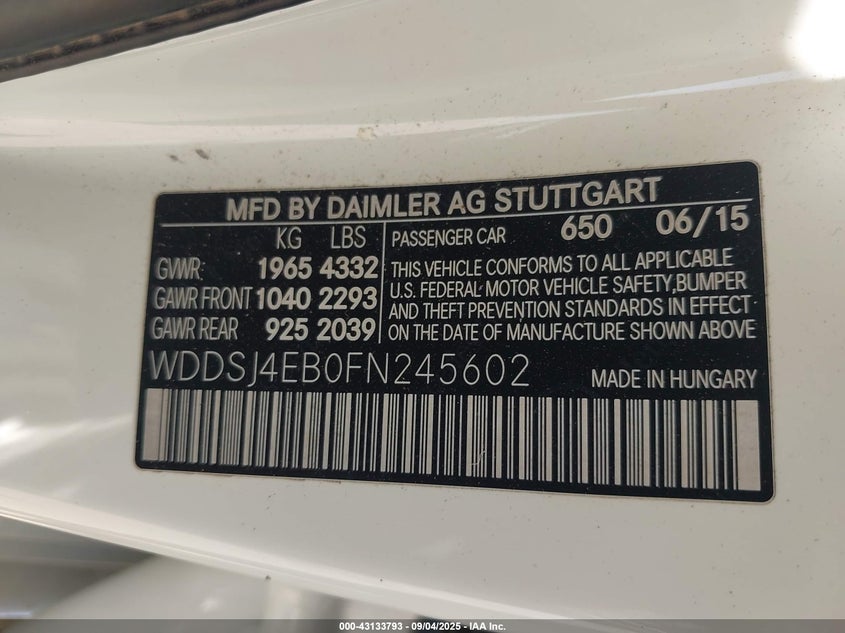 MFD BY DAIMLER AG STUTTGART
KG LBS
GVWR: 1965 4332
GAWR FRONT 1040 2293
GAWR REAR 925 2039
PASSENGER CAR 650 06/15
THIS VEHICLE CONFORMS TO ALL APPLICABLE
U.S. FEDERAL MOTOR VEHICLE SAFETY,BUMPER
AND THEFT PREVENTION STANDARDS IN EFFECT
ON THE DATE OF MANUFACTURE SHOWN ABOVE
WDDSJ4EB0FN245602 MADE IN HUNGARY
000-43133793 - 09/04/2025 - IAA Inc.